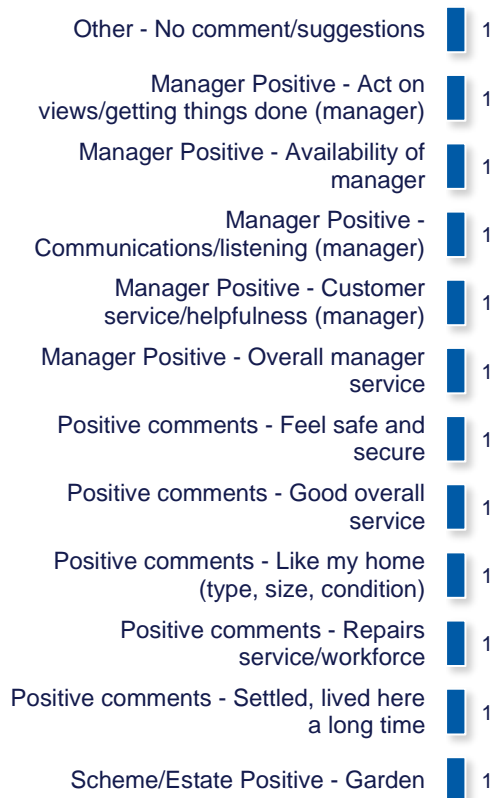 Other - No comment/suggestions 1
Manager Positive - Act on
views/getting things done (manager) 1
Manager Positive - Availability of
manager 1
Manager Positive -
Communications/listening (manager) 1
Manager Positive - Customer
service/helpfulness (manager) 1
Manager Positive - Overall manager
service 1
Positive comments - Feel safe and
secure 1
Positive comments - Good overall
service 1
Positive comments - Like my home
(type, size, condition) 1
Positive comments - Repairs
service/workforce 1
Positive comments - Settled, lived here
a long time 1
Scheme/Estate Positive - Garden 1